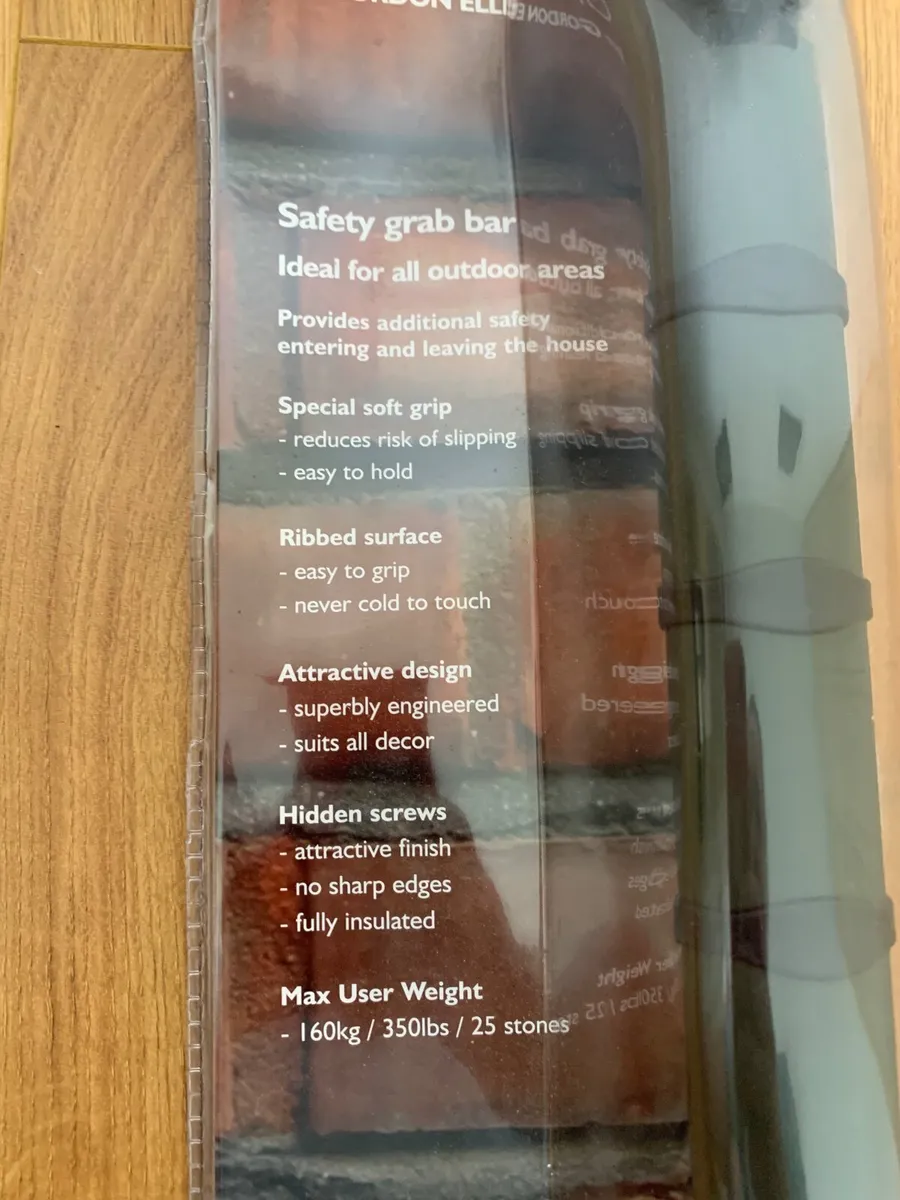 GORDON ELLIS
Safety grab bar
Ideal for all outdoor areas
Provides additional safety
entering and leaving the house
Special soft grip
- reduces risk of slipping
- easy to hold
Ribbed surface
- easy to grip
- never cold to touch
Attractive design
- superbly engineered
- suits all decor
Hidden screws
- attractive finish
- no sharp edges
- fully insulated
Max User Weight
- 160kg / 350lbs / 25 stones